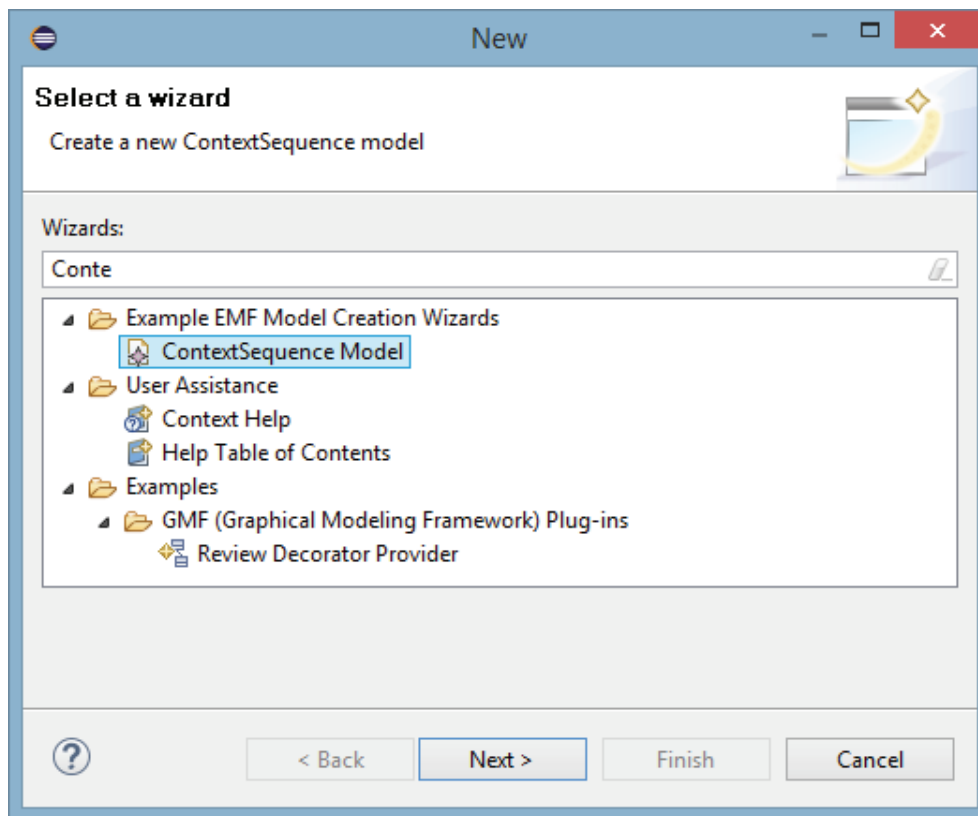 New
Select a wizard
Create a new ContextSequence model
Wizards:
Conte
Example EMF Model Creation Wizards
ContextSequence Model
User Assistance
Context Help
Help Table of Contents
Examples
GMF (Graphical Modeling Framework) Plug-ins
Review Decorator Provider
? < Back Next > Finish Cancel